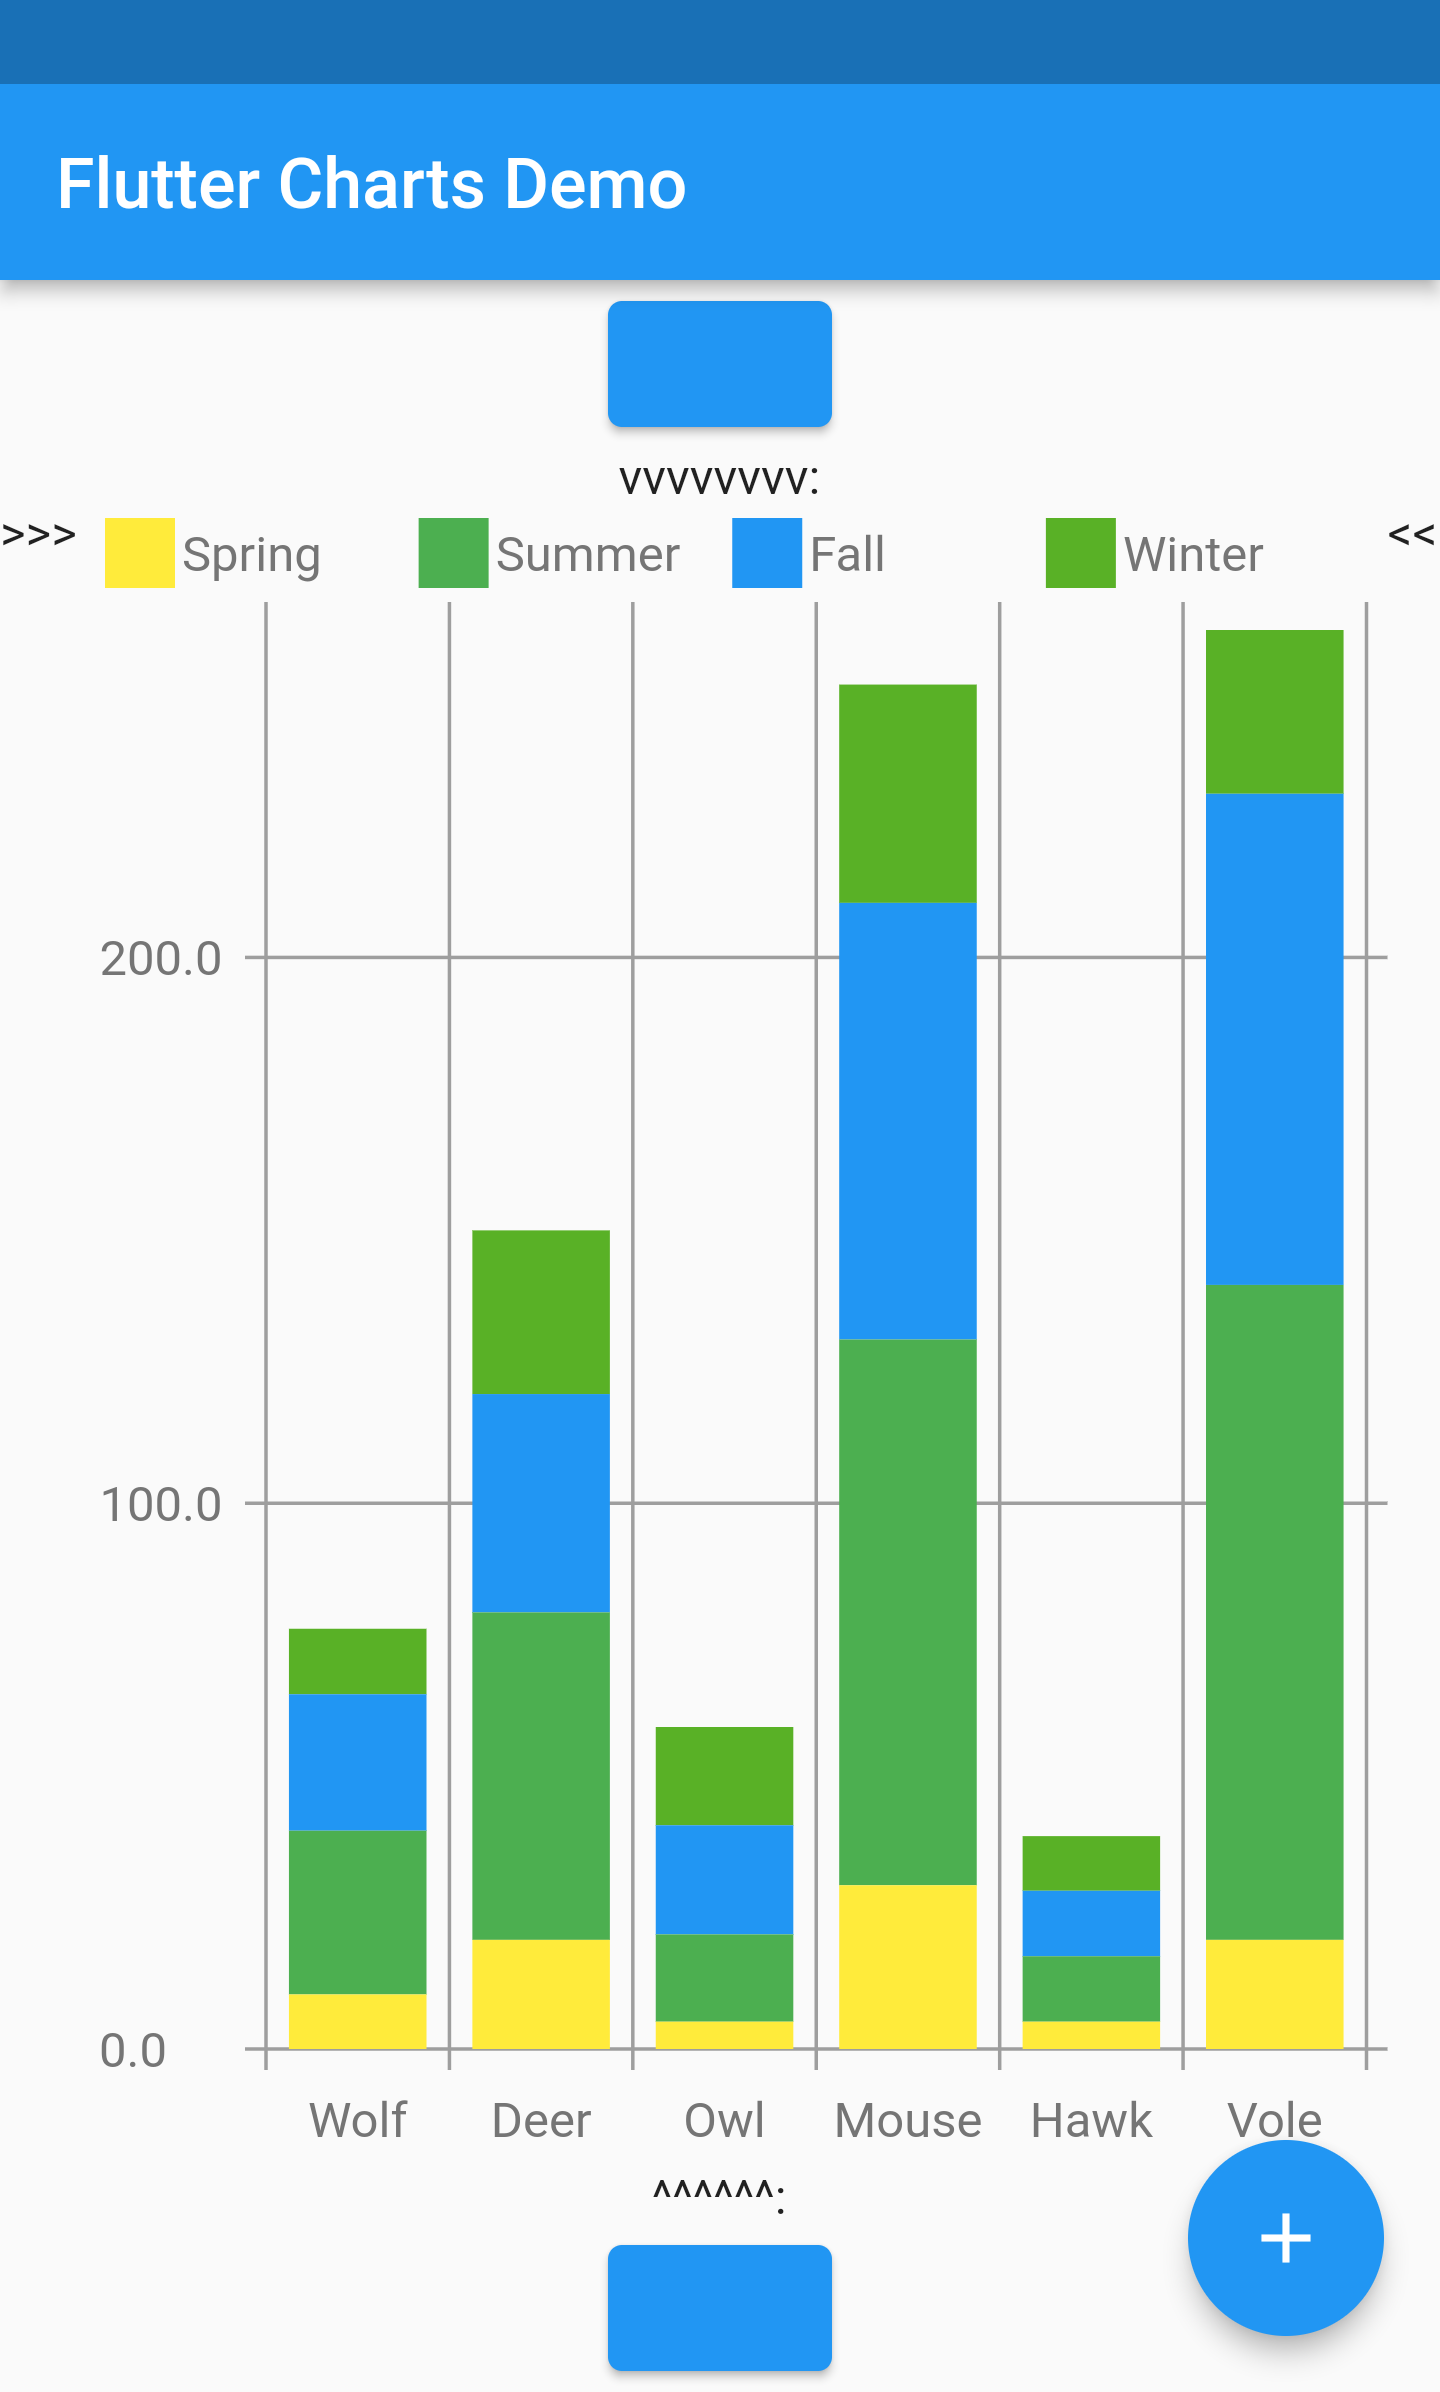 Flutter Charts Demo
vvvvvvvv:
>>> Spring Summer Fall Winter <<
200.0
100.0
0.0
Wolf Deer Owl Mouse Hawk Vole
^^^^^^:
+